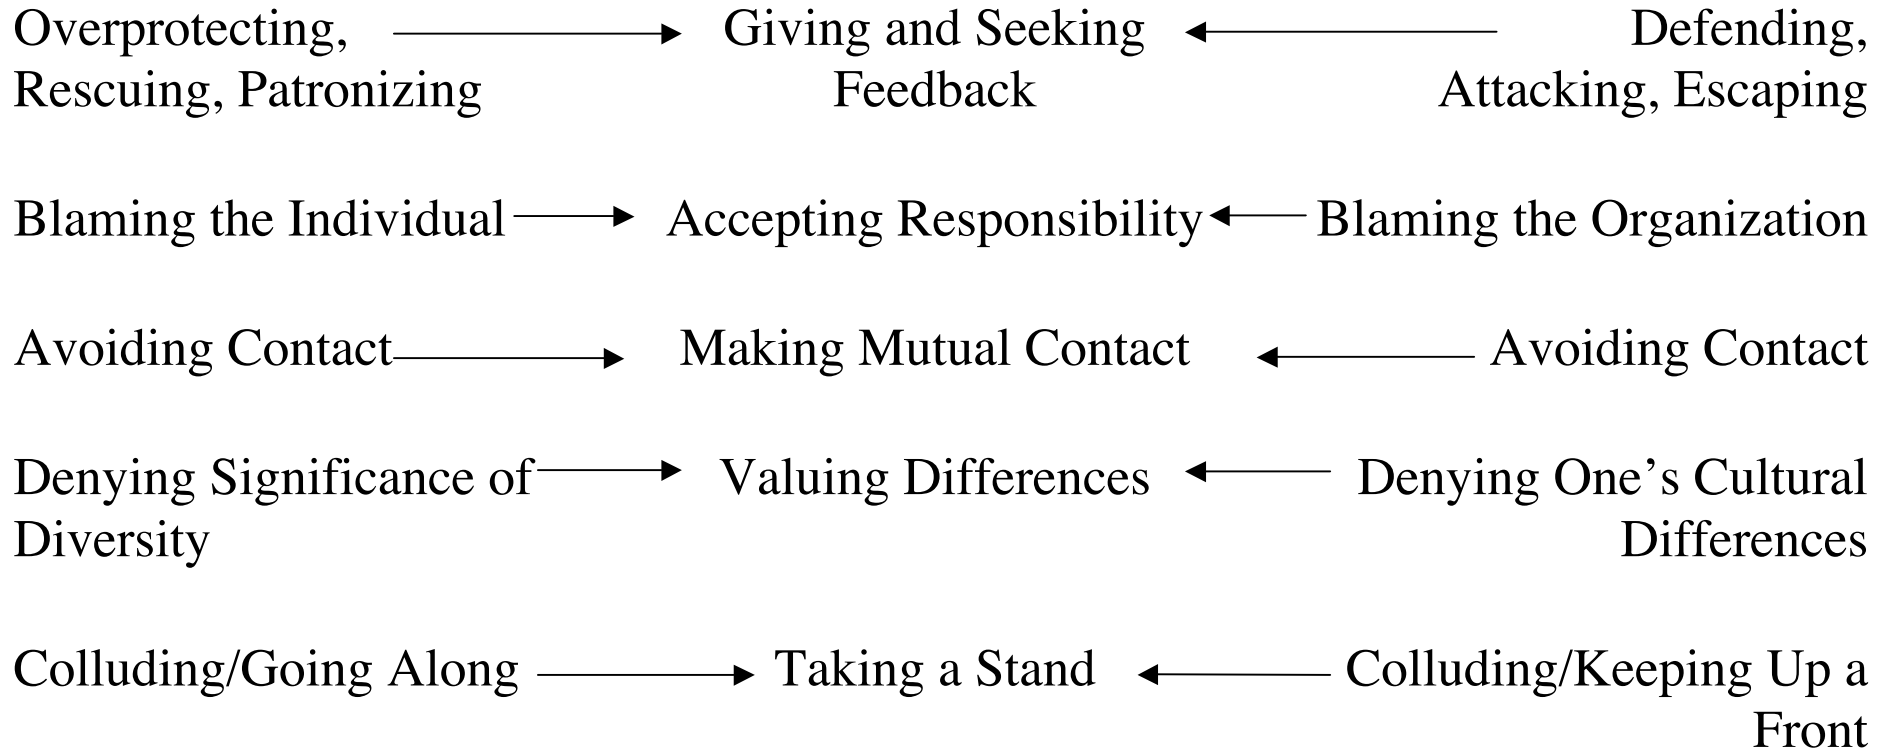 Overprotecting, Giving and Seeking Defending,
Rescuing, Patronizing Feedback Attacking, Escaping
Blaming the Individual Accepting Responsibility Blaming the Organization
Avoiding Contact Making Mutual Contact Avoiding Contact
Denying Significance of Valuing Differences Denying One’s Cultural
Diversity Differences
Colluding/Going Along Taking a Stand Colluding/Keeping Up a
Front